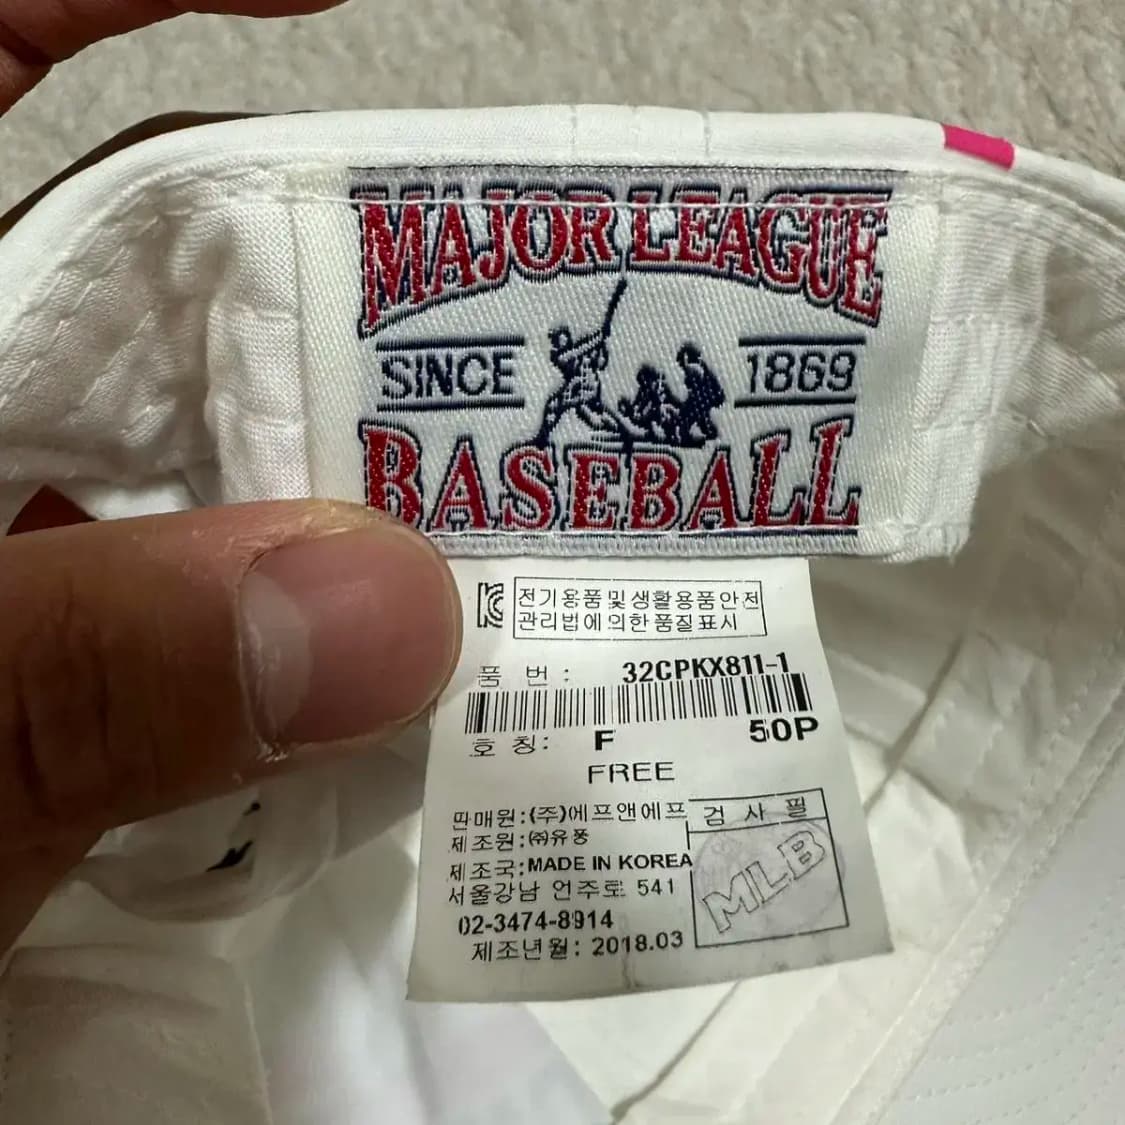 MAJOR LEAGUE
SINCE 1869
BASEBALL
전기용품및생활용품안전
관리법에의한품질표시
품 번 : 32CPKX811-1
50P
호 칭: F
FREE
판매원:(주)에프앤에프
검 사 필
제조원:㈜유풍
MLB
제조국:MADE IN KOREA
서울강남 언주로 541
02-3474-8914
제조년월: 2018.03